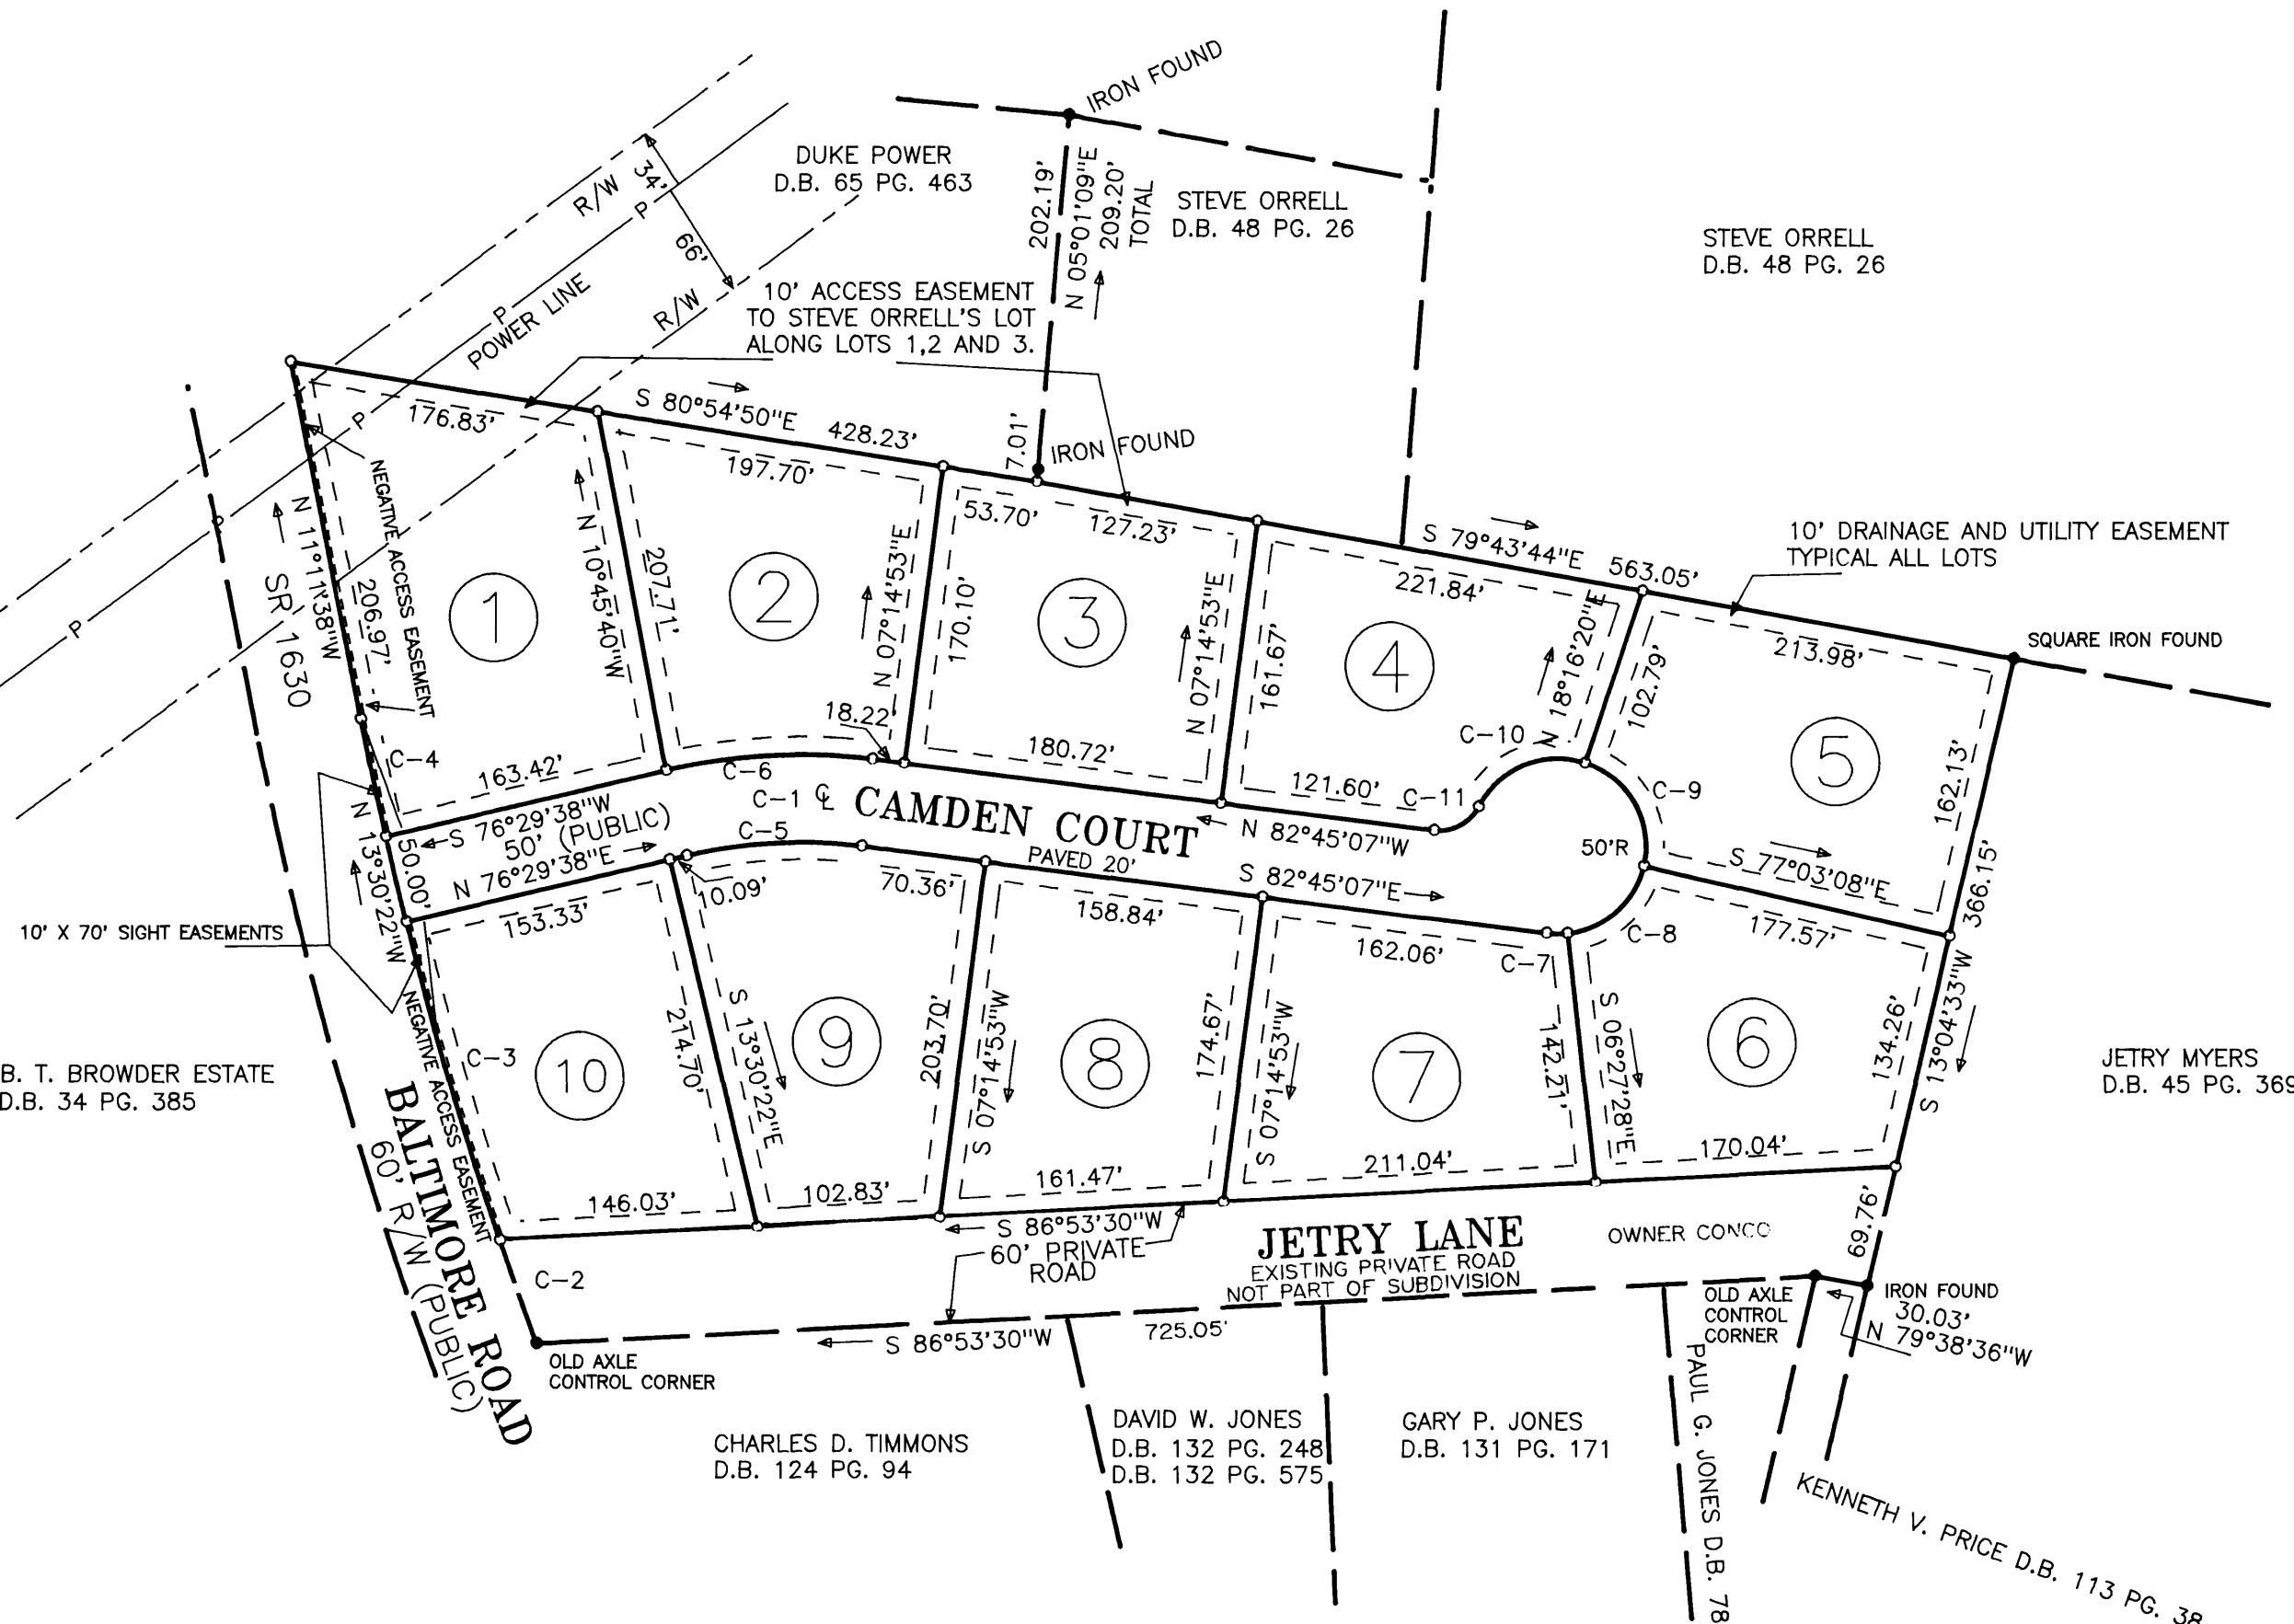 IRON FOUND
DUKE POWER
D.B. 65 PG. 463
R/W
34'
P
66'
202.19'
N 05°01'09"E
209.20'
TOTAL
STEVE ORRELL
D.B. 48 PG. 26
STEVE ORRELL
D.B. 48 PG. 26
P
POWER LINE
R/W
10' ACCESS EASEMENT
TO STEVE ORRELL'S LOT
ALONG LOTS 1,2 AND 3.
176.83'
P
S 80°54'50"E
428.23'
7.01'
IRON FOUND
197.70'
53.70'
127.23'
S 79°43'44"E
563.05'
10' DRAINAGE AND UTILITY EASEMENT
TYPICAL ALL LOTS
221.84'
213.98'
SQUARE IRON FOUND
P
P
SR 1630
N 11°11'38"W
206.97'
NEGATIVE ACCESS EASEMENT
1
N 10°45'40"W
207.71'
2
N 07°14'53"E
170.10'
3
N 07°14'53"E
161.67'
4
N 18°16'20"E
102.79'
5
162.13'
366.15'
C-4
163.42'
18.22'
C-6
180.72'
121.60'
C-11
C-10
C-9
50'R
C-1 ℄ CAMDEN COURT
N 82°45'07"W
PAVED 20'
S 82°45'07"E
S 76°29'38"W
50' (PUBLIC)
N 76°29'38"E
C-5
N 13°30'22"W
50.00'
10' X 70' SIGHT EASEMENTS
153.33'
10.09'
70.36'
158.84'
162.06'
C-7
C-8
S 77°03'08"E
177.57'
NEGATIVE ACCESS EASEMENT
C-3
10
214.70'
S 13°30'22"E
9
203.70'
S 07°14'53"W
8
174.67'
S 07°14'53"W
7
142.21'
S 06°27'28"E
6
134.26'
S 13°04'33"W
JETRY MYERS
D.B. 45 PG. 369
B. T. BROWDER ESTATE
D.B. 34 PG. 385
BALTIMORE ROAD
60' R/W (PUBLIC)
146.03'
102.83'
161.47'
211.04'
170.04'
S 86°53'30"W
60' PRIVATE
ROAD
JETRY LANE
EXISTING PRIVATE ROAD
NOT PART OF SUBDIVISION
OWNER CONCO
69.76'
C-2
OLD AXLE
CONTROL CORNER
S 86°53'30"W
725.05'
OLD AXLE
CONTROL
CORNER
IRON FOUND
30.03'
N 79°38'36"W
CHARLES D. TIMMONS
D.B. 124 PG. 94
DAVID W. JONES
D.B. 132 PG. 248
D.B. 132 PG. 575
GARY P. JONES
D.B. 131 PG. 171
PAUL G. JONES D.B. 78
KENNETH V. PRICE D.B. 113 PG. 38